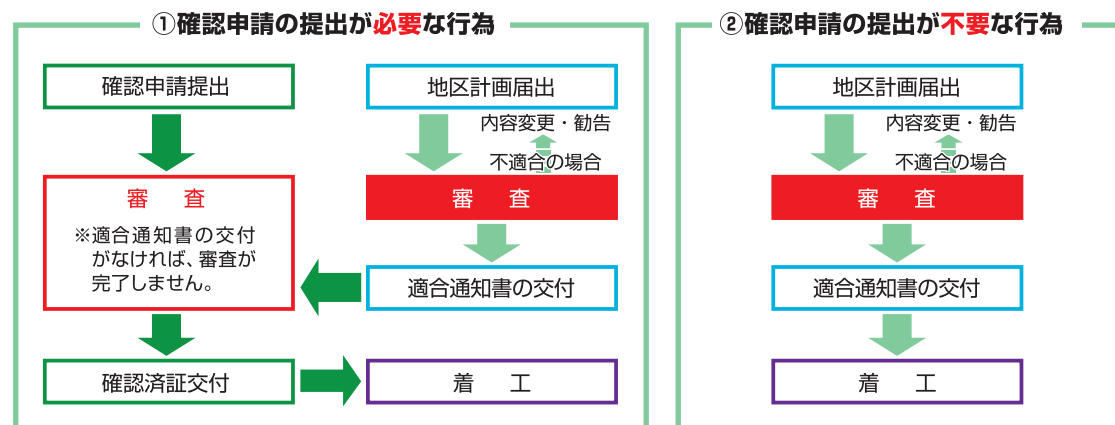 ①確認申請の提出が必要な行為
確認申請提出
審　査
※適合通知書の交付
がなければ、審査が
完了しません。
確認済証交付
地区計画届出
内容変更・勧告
不適合の場合
審　査
適合通知書の交付
着　工
②確認申請の提出が不要な行為
地区計画届出
内容変更・勧告
不適合の場合
審　査
適合通知書の交付
着　工